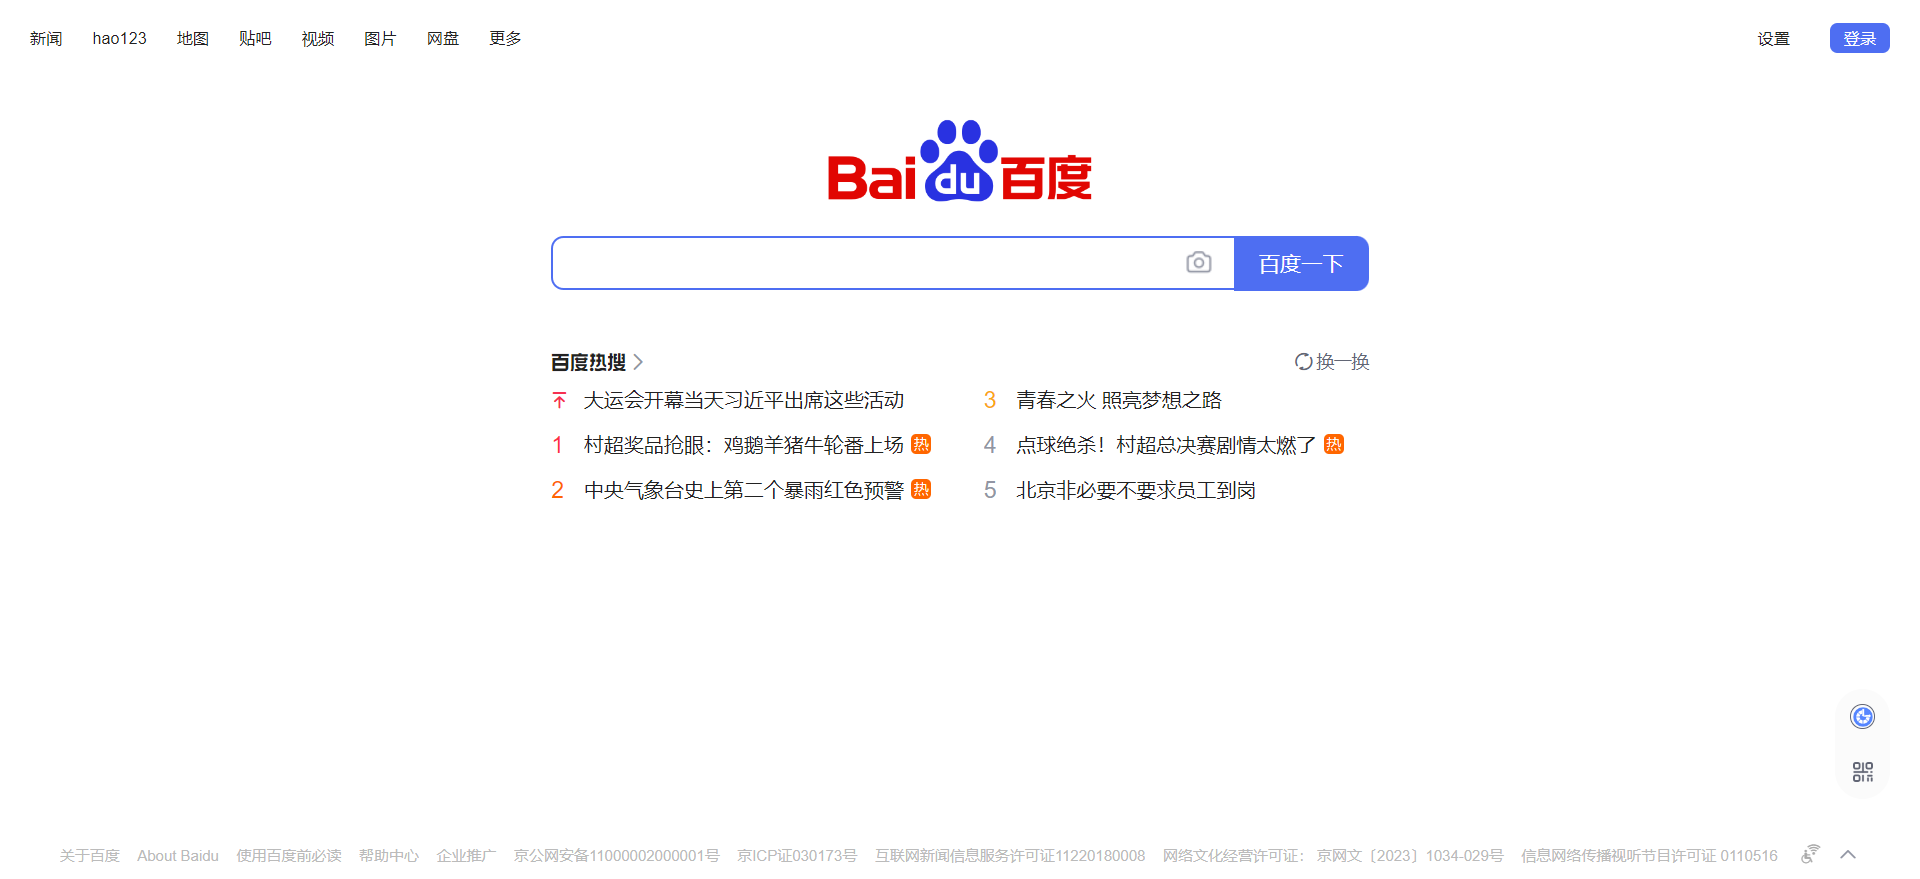 新闻 hao123 地图 贴吧 视频 图片 网盘 更多 设置 登录
Bai du 百度
百度一下
百度热搜 换一换
大运会开幕当天习近平出席这些活动
1 村超奖品抢眼：鸡鹅羊猪牛轮番上场 热
2 中央气象台史上第二个暴雨红色预警 热
3 青春之火 照亮梦想之路
4 点球绝杀！村超总决赛剧情太燃了 热
5 北京非必要不要求员工到岗
关于百度 About Baidu 使用百度前必读 帮助中心 企业推广 京公网安备11000002000001号 京ICP证030173号 互联网新闻信息服务许可证11220180008 网络文化经营许可证： 京网文〔2023〕1034-029号 信息网络传播视听节目许可证 0110516